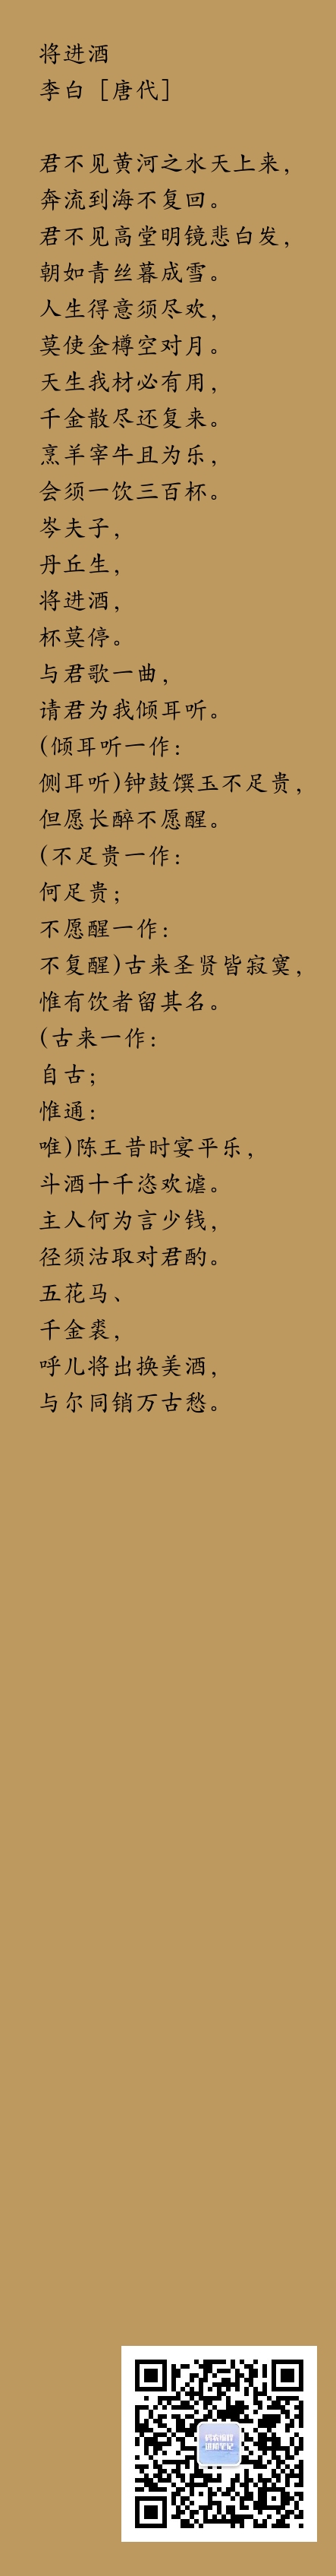 将进酒
李白［唐代］
君不见黄河之水天上来，
奔流到海不复回。
君不见高堂明镜悲白发，
朝如青丝暮成雪。
人生得意须尽欢，
莫使金樽空对月。
天生我材必有用，
千金散尽还复来。
烹羊宰牛且为乐，
会须一饮三百杯。
岑夫子，
丹丘生，
将进酒，
杯莫停。
与君歌一曲，
请君为我倾耳听。
(倾耳听一作：
侧耳听)钟鼓馔玉不足贵，
但愿长醉不愿醒。
(不足贵一作：
何足贵；
不愿醒一作：
不复醒)古来圣贤皆寂寞，
惟有饮者留其名。
(古来一作：
自古；
惟通：
唯)陈王昔时宴平乐，
斗酒十千恣欢谑。
主人何为言少钱，
径须沽取对君酌。
五花马、
千金裘，
呼儿将出换美酒，
与尔同销万古愁。